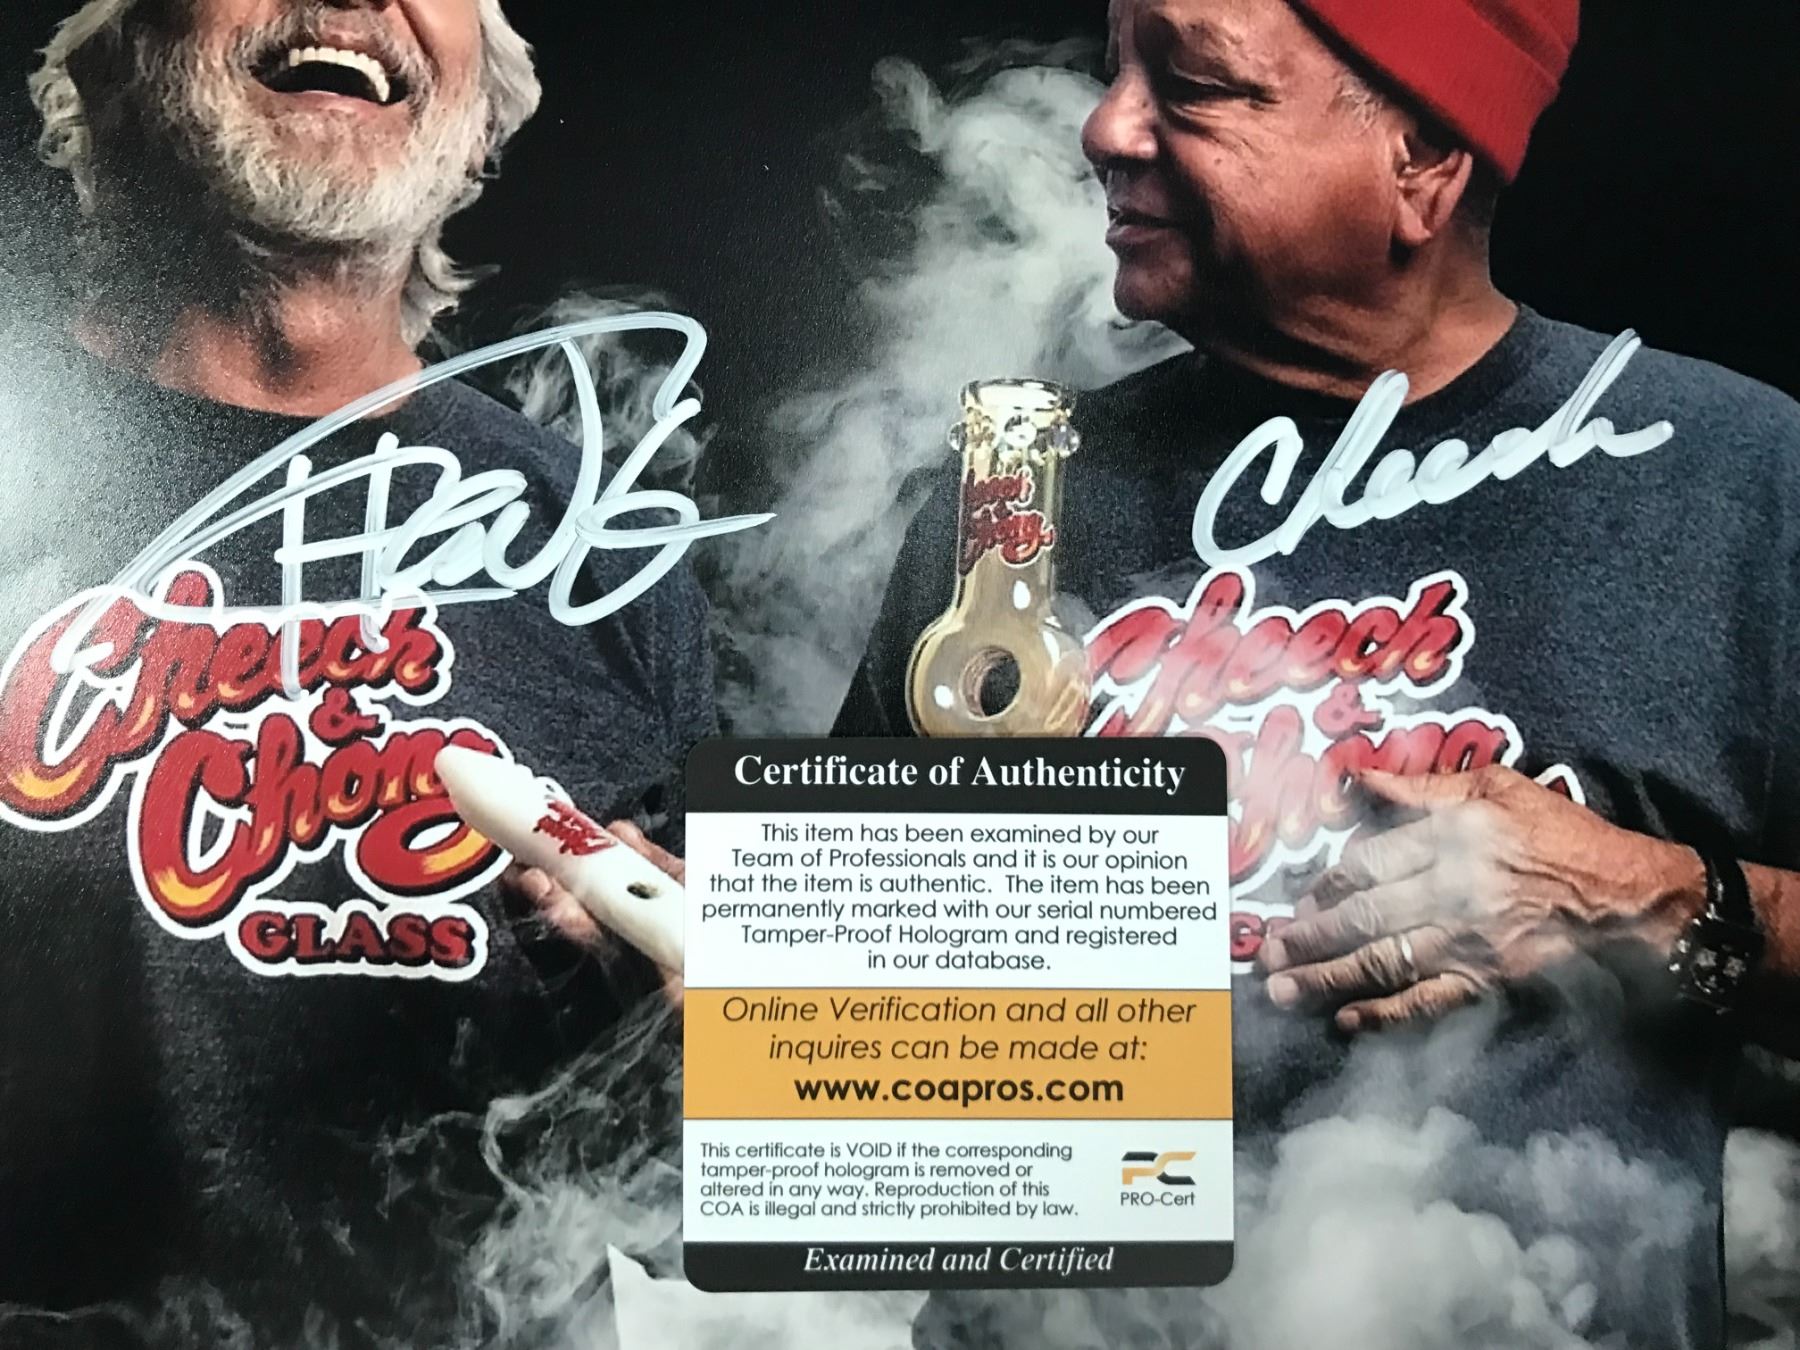 Cheech
Cheech
&
Chong
Cheech
&
Chong
GLASS
Cheech
&
Chong
G
Certificate of Authenticity
This item has been examined by our
Team of Professionals and it is our opinion
that the item is authentic. The item has been
permanently marked with our serial numbered
Tamper-Proof Hologram and registered
in our database.
Online Verification and all other
inquires can be made at:
www.coapros.com
This certificate is VOID if the corresponding
tamper-proof hologram is removed or
altered in any way. Reproduction of this
COA is illegal and strictly prohibited by law.
PC
PRO-Cert
Examined and Certified